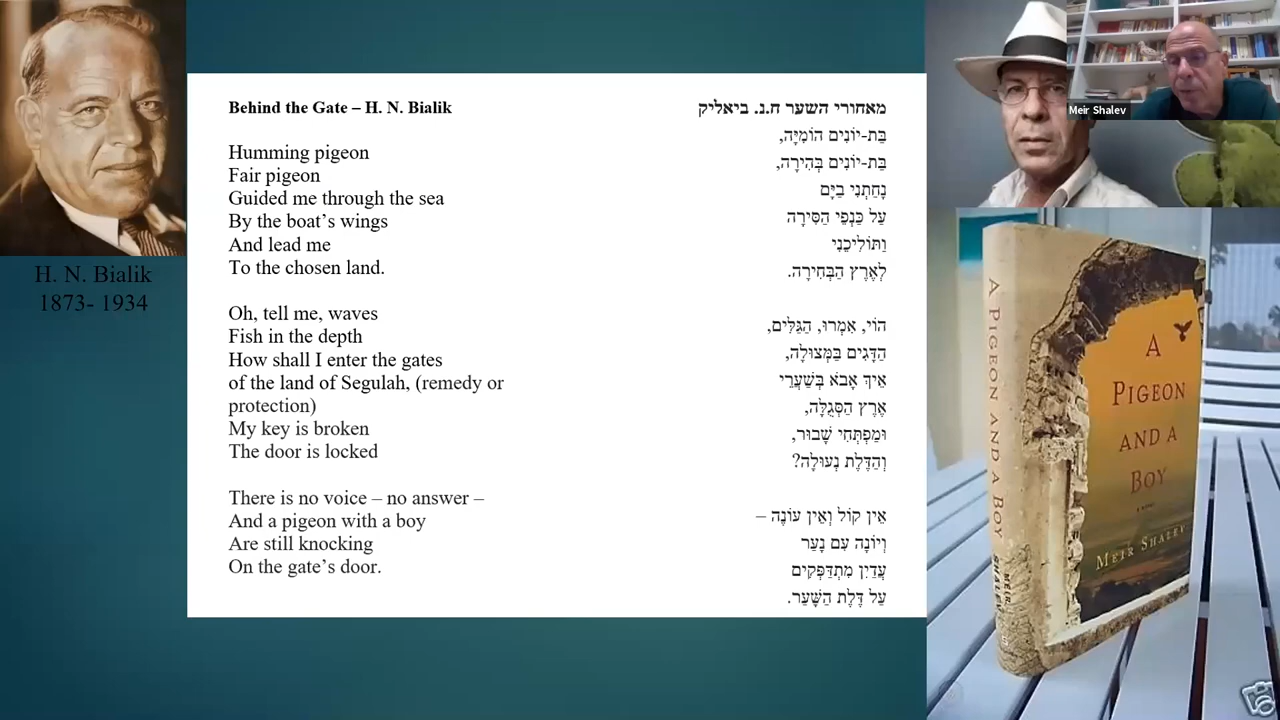 H. N. Bialik
1873- 1934
Behind the Gate – H. N. Bialik
Humming pigeon
Fair pigeon
Guided me through the sea
By the boat’s wings
And lead me
To the chosen land.
Oh, tell me, waves
Fish in the depth
How shall I enter the gates
of the land of Segulah, (remedy or
protection)
My key is broken
The door is locked
There is no voice – no answer –
And a pigeon with a boy
Are still knocking
On the gate’s door.
מאחורי השער ח.נ. ביאליק
בַּת-יוֹנִים הוֹמִיָּה,
בַּת-יוֹנִים בְּהִירָה,
נָחַתְנִי בַיָּם
עַל כַּנְפֵי הַסִּירָה
וַתּוֹלִיכֵנִי
לְאֶרֶץ הַבְּחִירָה.
הוֹי, אִמְרוּ, הַגַּלִּים,
הַדָּגִים בַּמְּצוּלָה,
אֵיךְ אָבֹא בְּשַׁעֲרֵי
אֶרֶץ הַסְּגֻלָּה,
וּמַפְתְּחִי שָׁבוּר,
וְהַדֶּלֶת נְעוּלָה?
אֵין קוֹל וְאֵין עוֹנֶה –
וְיוֹנָה עִם נַעַר
עֲדַיִן מִתְדַּפְּקִים
עַל דֶּלֶת הַשָּׁעַר.
Meir Shalev
A PIGEON AND A BOY
MEIR SHALEV
A
PIGEON
AND A
BOY
MEIR SHALEV